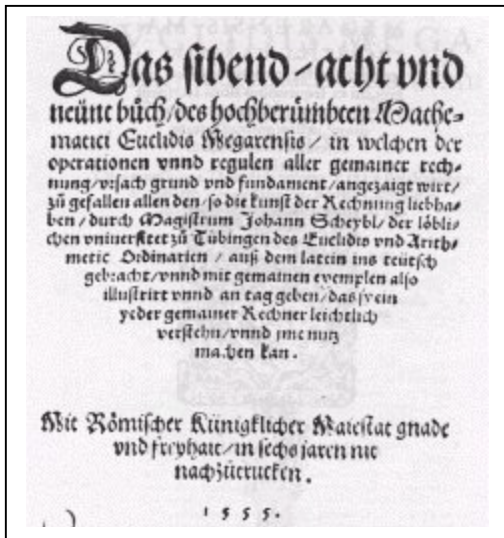 Das sibend/acht vnd
neünt bůch/des hochberümbten Mathe-
matici Euclidis Megarensis/in welchen der
operationen vnnd regulen aller gemainer rech-
nung/vrsach grund vnd fundament/angezaigt wirt/
zů gefallen allen den/so die kunst der Rechnung liebha-
ben/durch Magistrum Johann Scheybl/der löbli-
chen vniuersitet zů Tübingen des Euclidis vnd Arith-
metic Ordinarien/auß dem latein ins teütsch
gebracht/vnnd mit gemainen exemplen also
illustrirt vnnd an tag geben/das sy ein
yeder gemainer Rechner leichtlich
verstehn/vnnd jme nutz
machen kan.
Mit Römischer Künigklicher Maiestat gnade
vnd freyhait/in sechs jaren nit
nachzůtrucken.
1555.